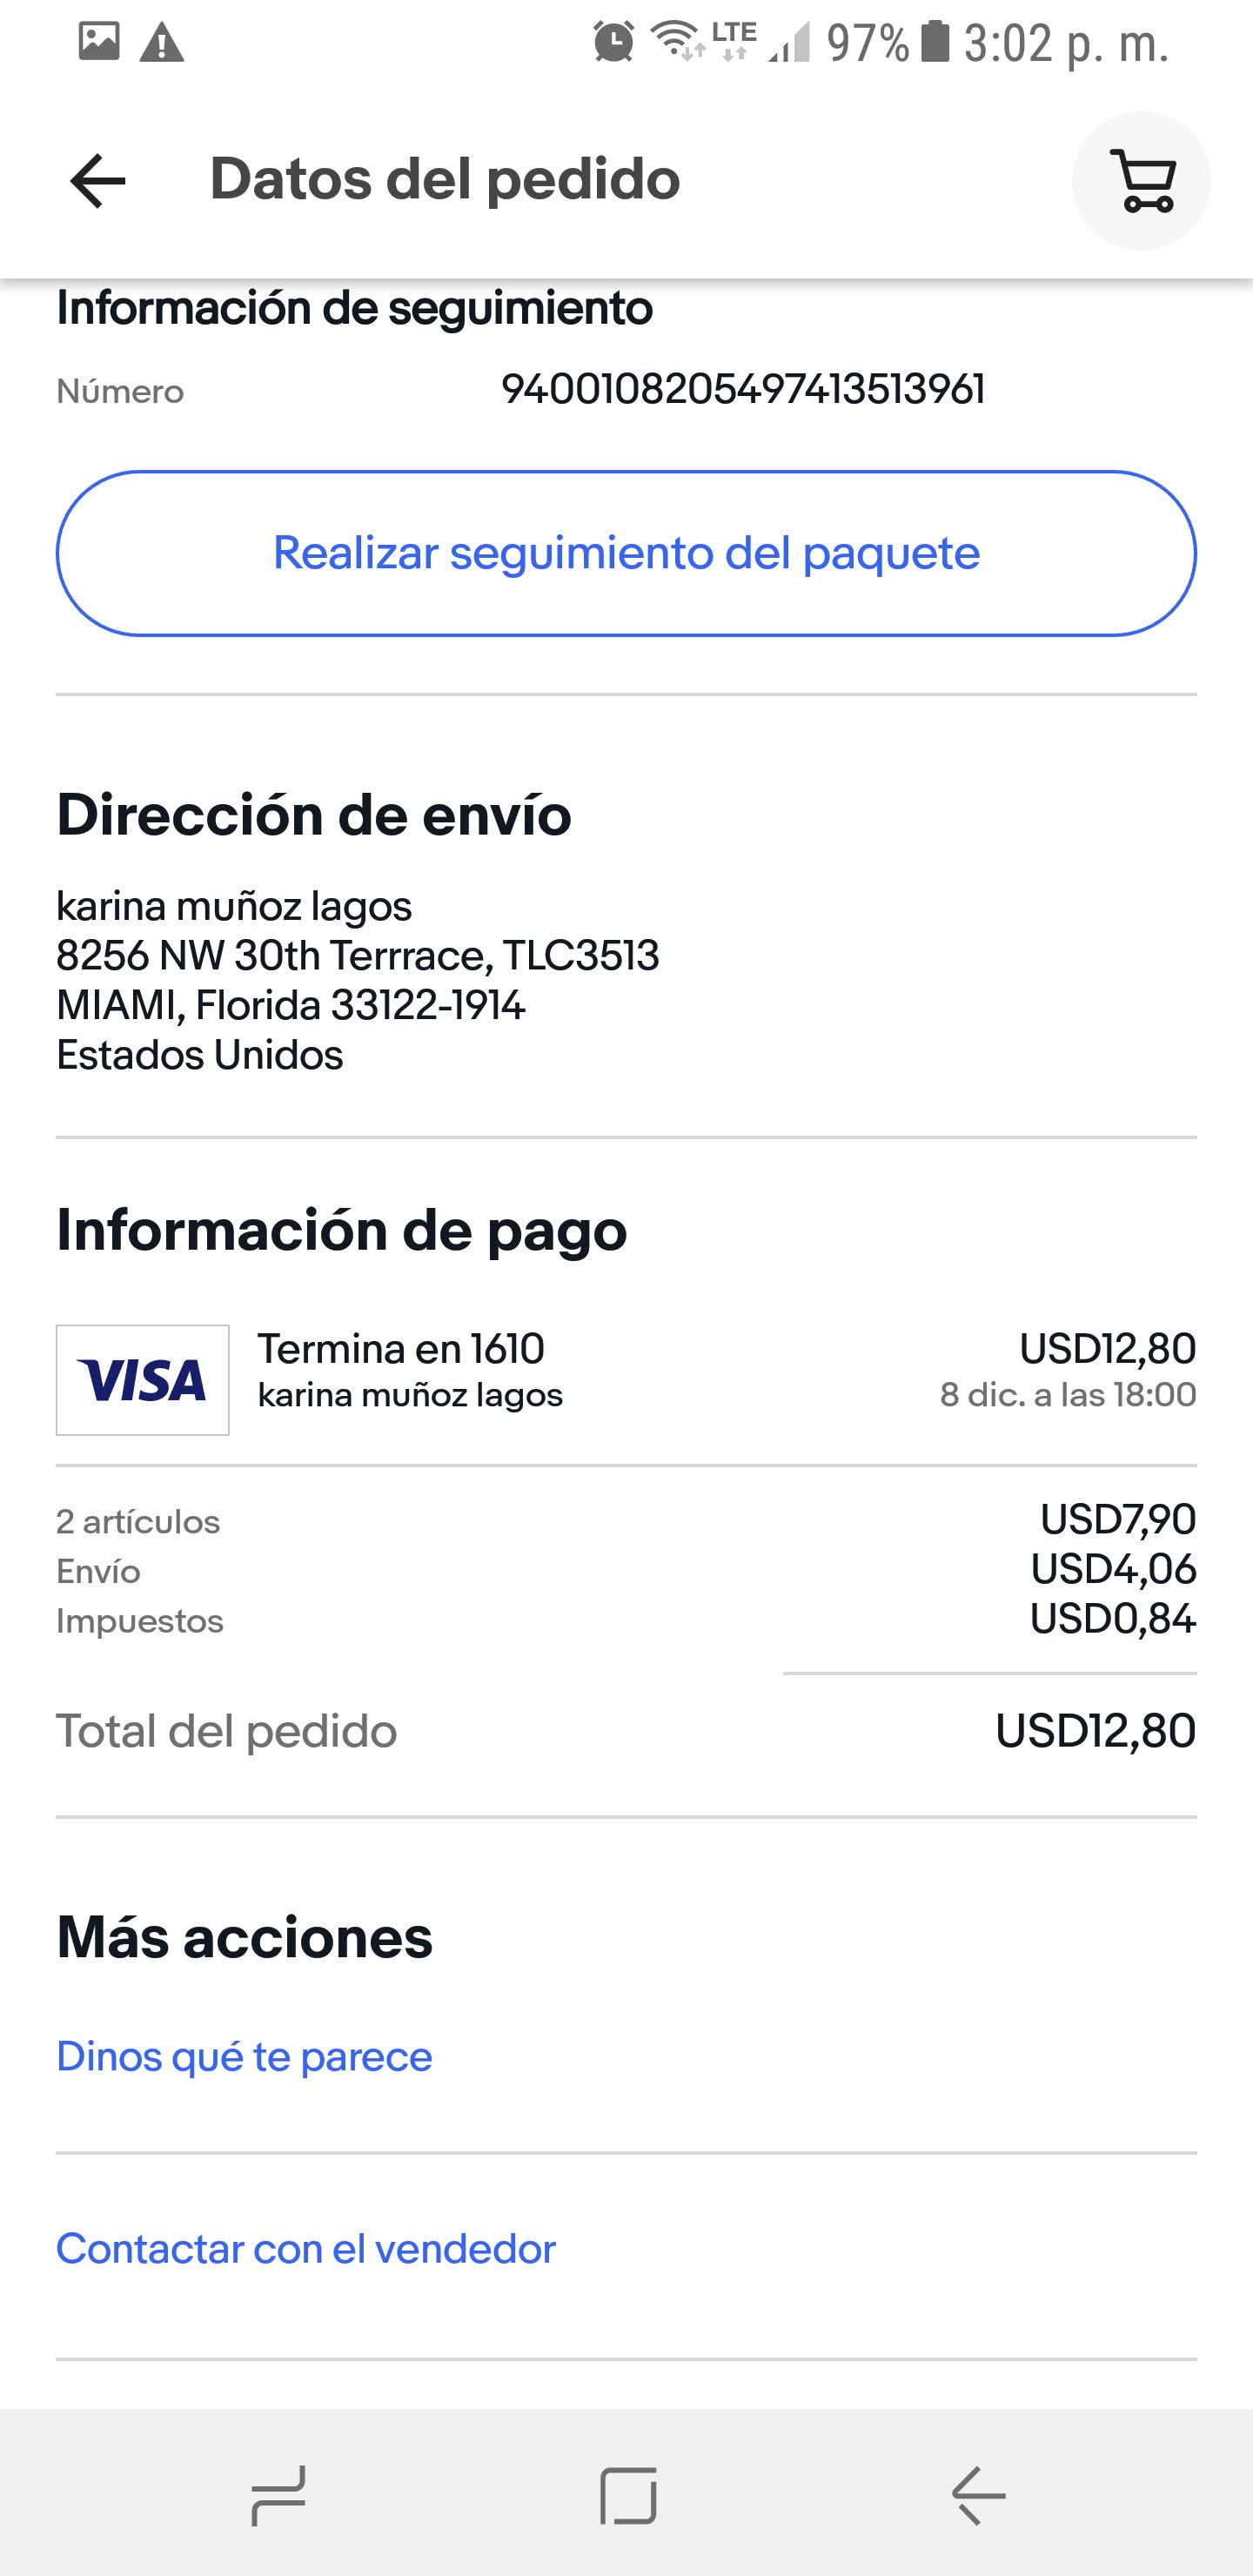 LTE 97% 3:02 p. m.
Datos del pedido
Información de seguimiento
Número 9400108205497413513961
Realizar seguimiento del paquete
Dirección de envío
karina muñoz lagos
8256 NW 30th Terrrace, TLC3513
MIAMI, Florida 33122-1914
Estados Unidos
Información de pago
VISA Termina en 1610 USD12,80
karina muñoz lagos 8 dic. a las 18:00
2 artículos USD7,90
Envío USD4,06
Impuestos USD0,84
Total del pedido USD12,80
Más acciones
Dinos qué te parece
Contactar con el vendedor